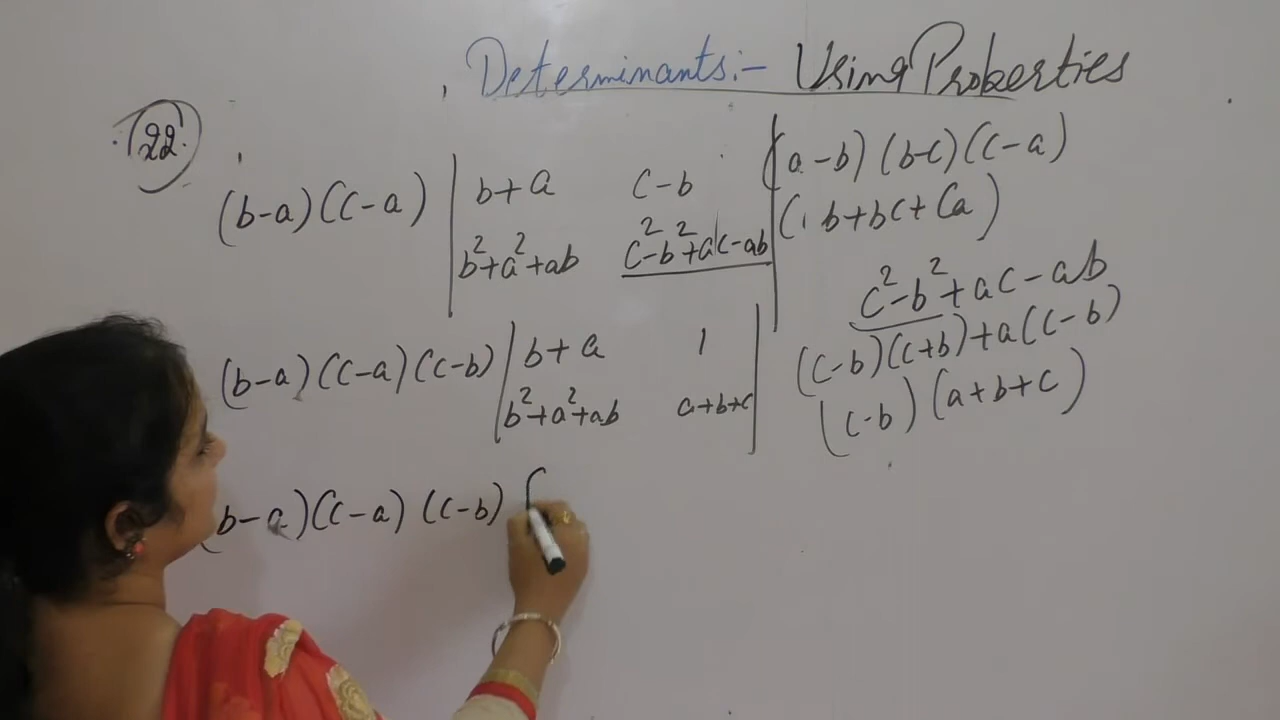 Determinants:- Using Properties
22.
(b-a)(c-a) | b+a c-b |
| b²+a²+ab c²-b²+ac-ab |
(a-b)(b-c)(c-a)
( b+bc+ca)
c²-b²+ac-ab
(c-b)(c+b)+a(c-b)
(c-b)(a+b+c)
(b-a)(c-a)(c-b) | b+a 1 |
| b²+a²+ab a+b+c |
(b-a)(c-a)(c-b) (